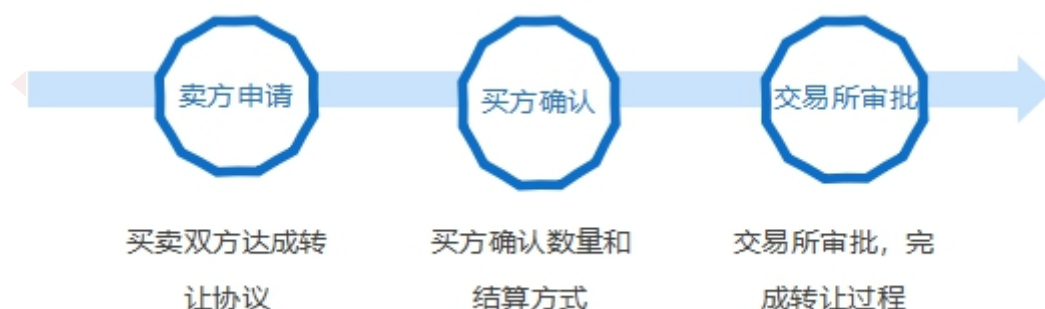 卖方申请
买方确认
交易所审批
买卖双方达成转
让协议
买方确认数量和
结算方式
交易所审批，完
成转让过程